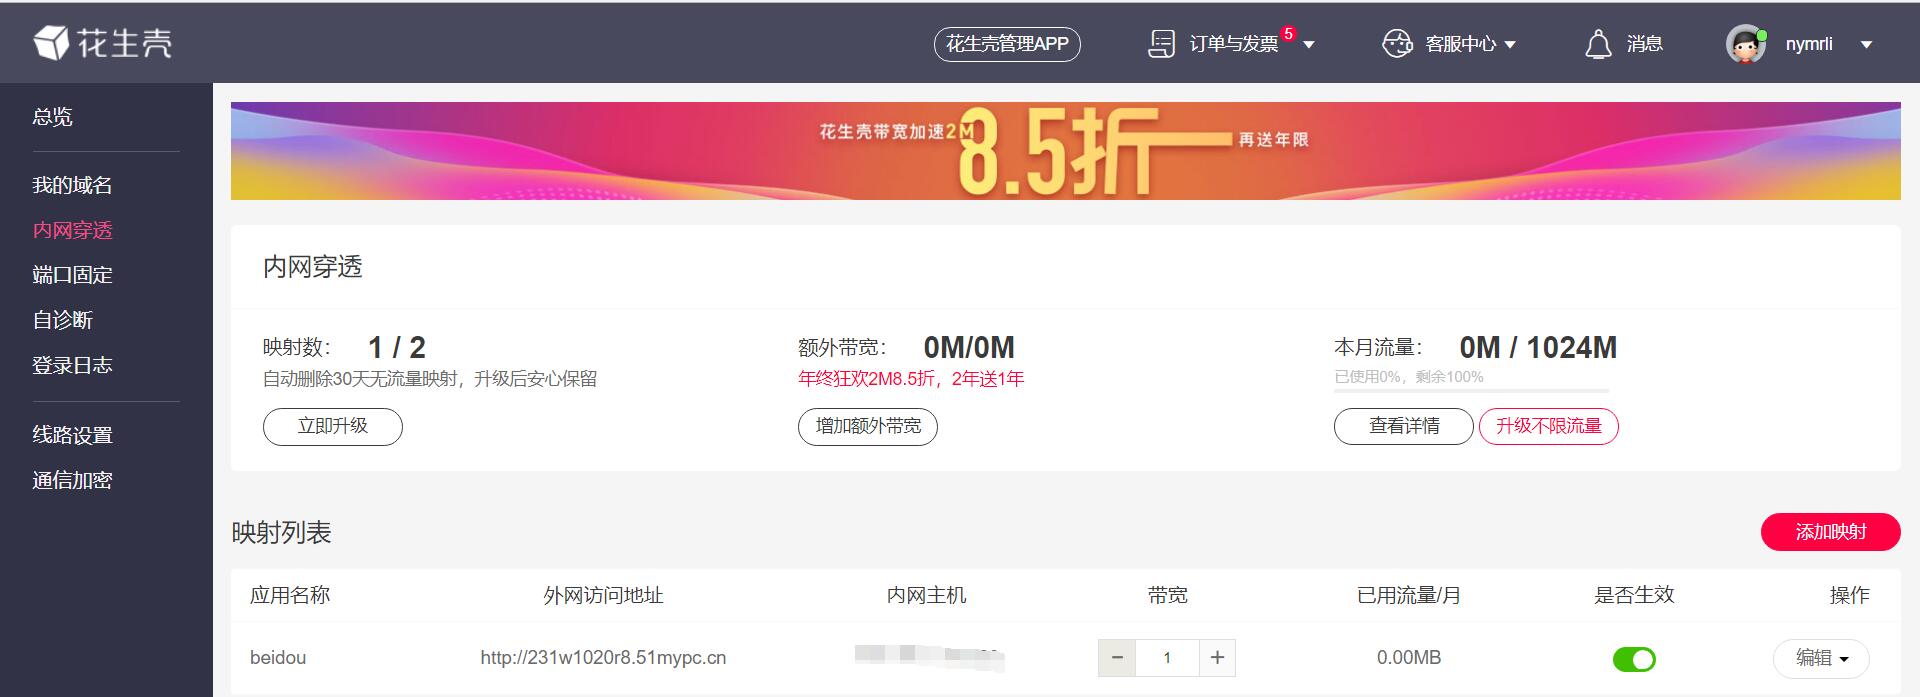 花生壳
花生壳管理APP
订单与发票
5
客服中心
消息
nymrli
总览
我的域名
内网穿透
端口固定
自诊断
登录日志
线路设置
通信加密
花生壳带宽加速2M
8.5折
再送年限
内网穿透
映射数： 1 / 2
自动删除30天无流量映射，升级后安心保留
立即升级
额外带宽： 0M/0M
年终狂欢2M8.5折，2年送1年
增加额外带宽
本月流量： 0M / 1024M
已使用0%，剩余100%
查看详情
升级不限流量
映射列表
添加映射
应用名称 外网访问地址 内网主机 带宽 已用流量/月 是否生效 操作
beidou http://231w1020r8.51mypc.cn − 1 + 0.00MB 编辑